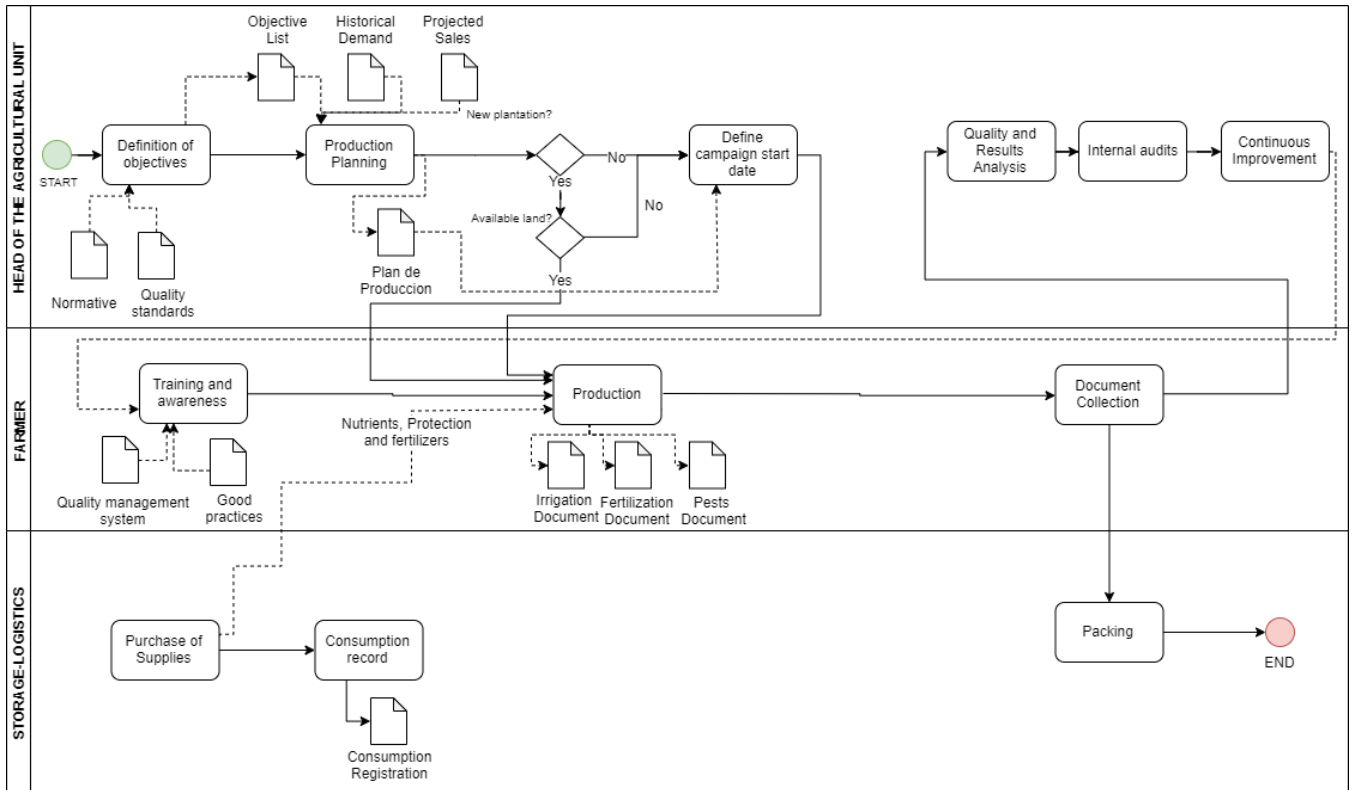 HEAD OF THE AGRICULTURAL UNIT
Objective
List
Historical
Demand
Projected
Sales
New plantation?
START
Definition of
objectives
Production
Planning
No
Yes
Define
campaign start
date
Quality and
Results
Analysis
Internal audits
Continuous
Improvement
Available land?
No
Yes
Normative
Quality
standards
Plan de
Produccion
FARMER
Training and
awareness
Nutrients, Protection
and fertilizers
Production
Document
Collection
Quality management
system
Good
practices
Irrigation
Document
Fertilization
Document
Pests
Document
STORAGE-LOGISTICS
Purchase of
Supplies
Consumption
record
Consumption
Registration
Packing
END